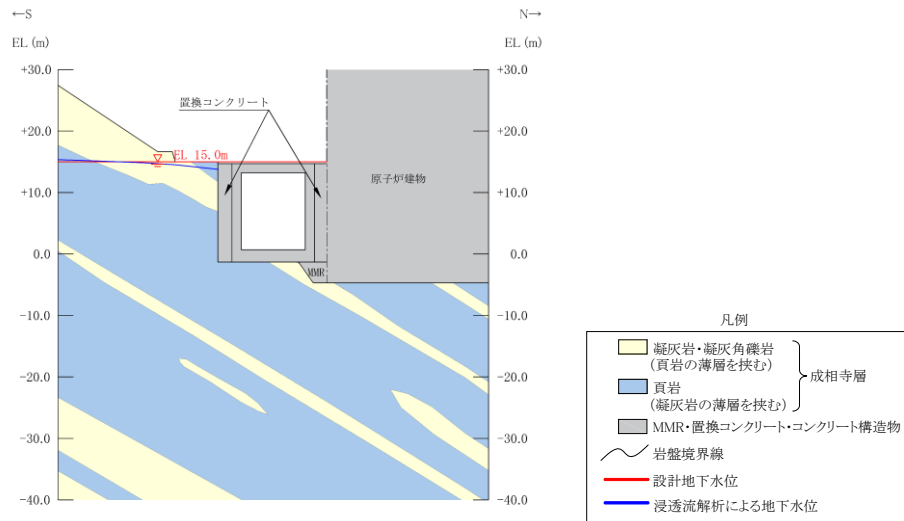 ←S
N→
EL (m)
EL (m)
+30.0
+30.0
置換コンクリート
+20.0
+20.0
EL 15.0m
原子炉建物
+10.0
+10.0
0.0
0.0
MMR
-10.0
-10.0
-20.0
-20.0
-30.0
-30.0
-40.0
-40.0
凡例
凝灰岩・凝灰角礫岩
(頁岩の薄層を挟む)
成相寺層
頁岩
(凝灰岩の薄層を挟む)
MMR・置換コンクリート・コンクリート構造物
岩盤境界線
設計地下水位
浸透流解析による地下水位